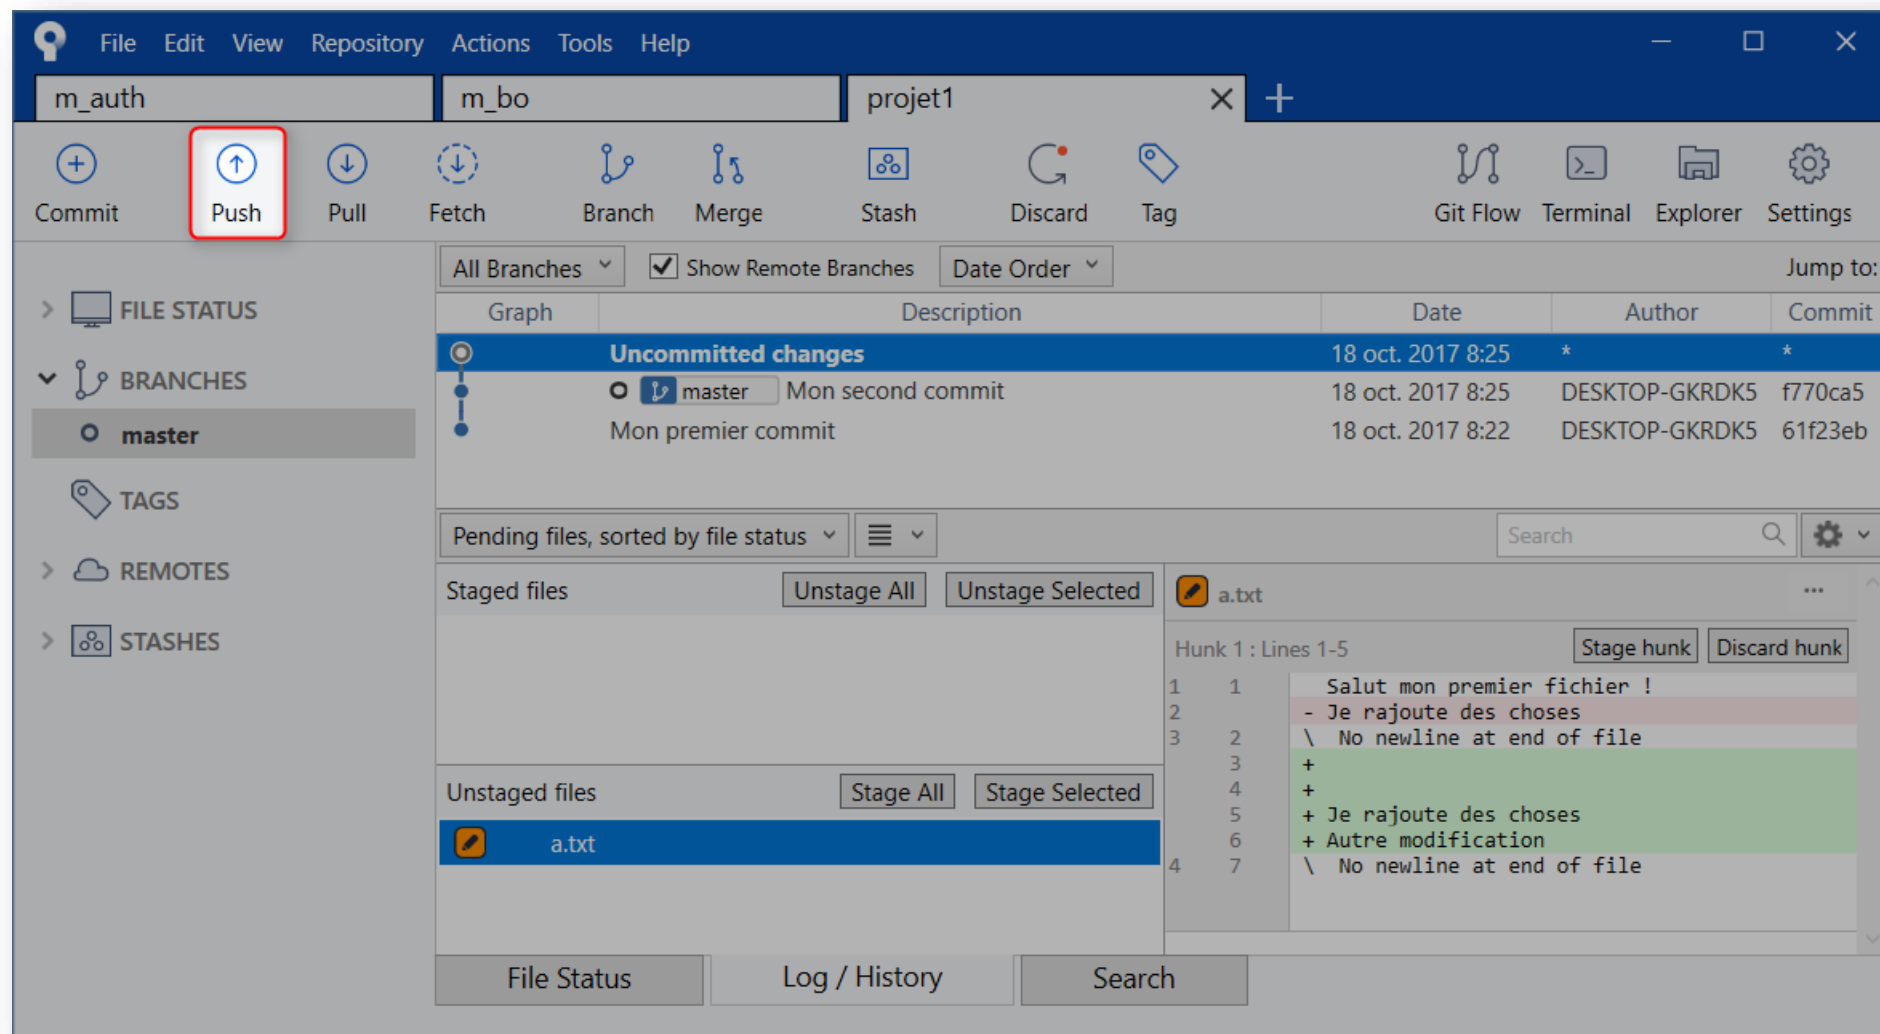 File Edit View Repository Actions Tools Help
m_auth m_bo projet1
Commit Push Pull Fetch Branch Merge Stash Discard Tag Git Flow Terminal Explorer Settings
All Branches Show Remote Branches Date Order Jump to:
Graph Description Date Author Commit
Uncommitted changes 18 oct. 2017 8:25 * *
master Mon second commit 18 oct. 2017 8:25 DESKTOP-GKRDK5 f770ca5
Mon premier commit 18 oct. 2017 8:22 DESKTOP-GKRDK5 61f23eb
FILE STATUS
BRANCHES
master
TAGS
REMOTES
STASHES
Pending files, sorted by file status Search
Staged files Unstage All Unstage Selected
Unstaged files Stage All Stage Selected
a.txt
a.txt ...
Hunk 1 : Lines 1-5 Stage hunk Discard hunk
1 1 Salut mon premier fichier !
2 - Je rajoute des choses
3 2 \ No newline at end of file
3 +
4 +
5 + Je rajoute des choses
6 + Autre modification
4 7 \ No newline at end of file
File Status Log / History Search